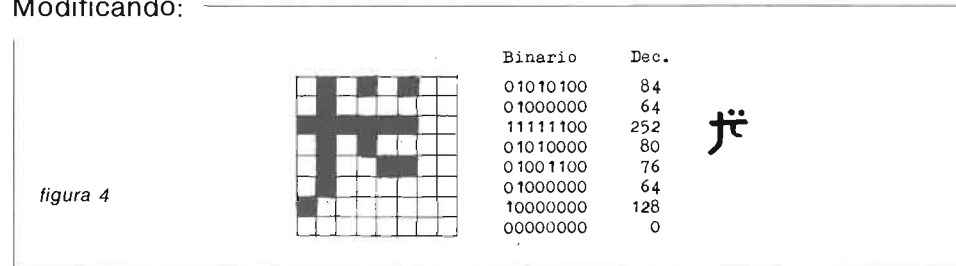 Modificando:
Binario Dec.
01010100 84
01000000 64
11111100 252
01010000 80
01001100 76
01000000 64
10000000 128
00000000 0
figura 4